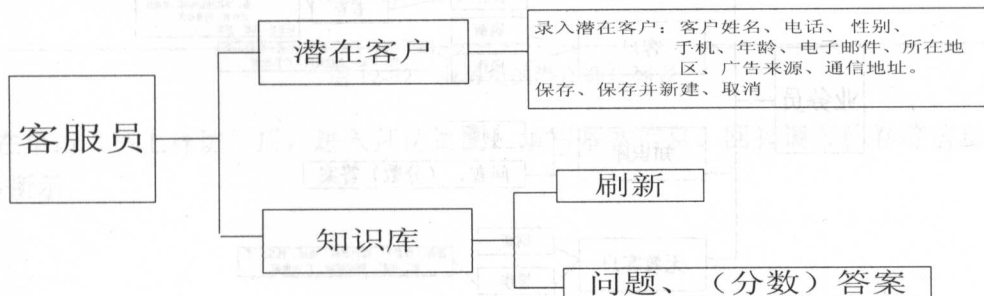 潜在客户
录入潜在客户：客户姓名、电话、性别、
手机、年龄、电子邮件、所在地
区、广告来源、通信地址。
保存、保存并新建、取消
客服员
刷新
知识库
问题、（分数）答案